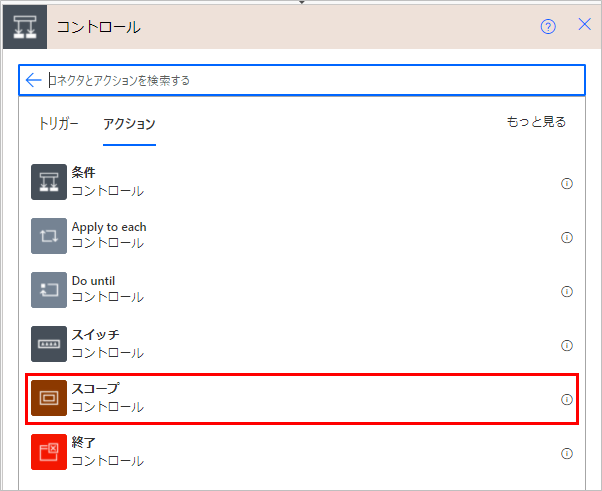 コントロール
コネクタとアクションを検索する
トリガー
アクション
もっと見る
条件
コントロール
Apply to each
コントロール
Do until
コントロール
スイッチ
コントロール
スコープ
コントロール
終了
コントロール